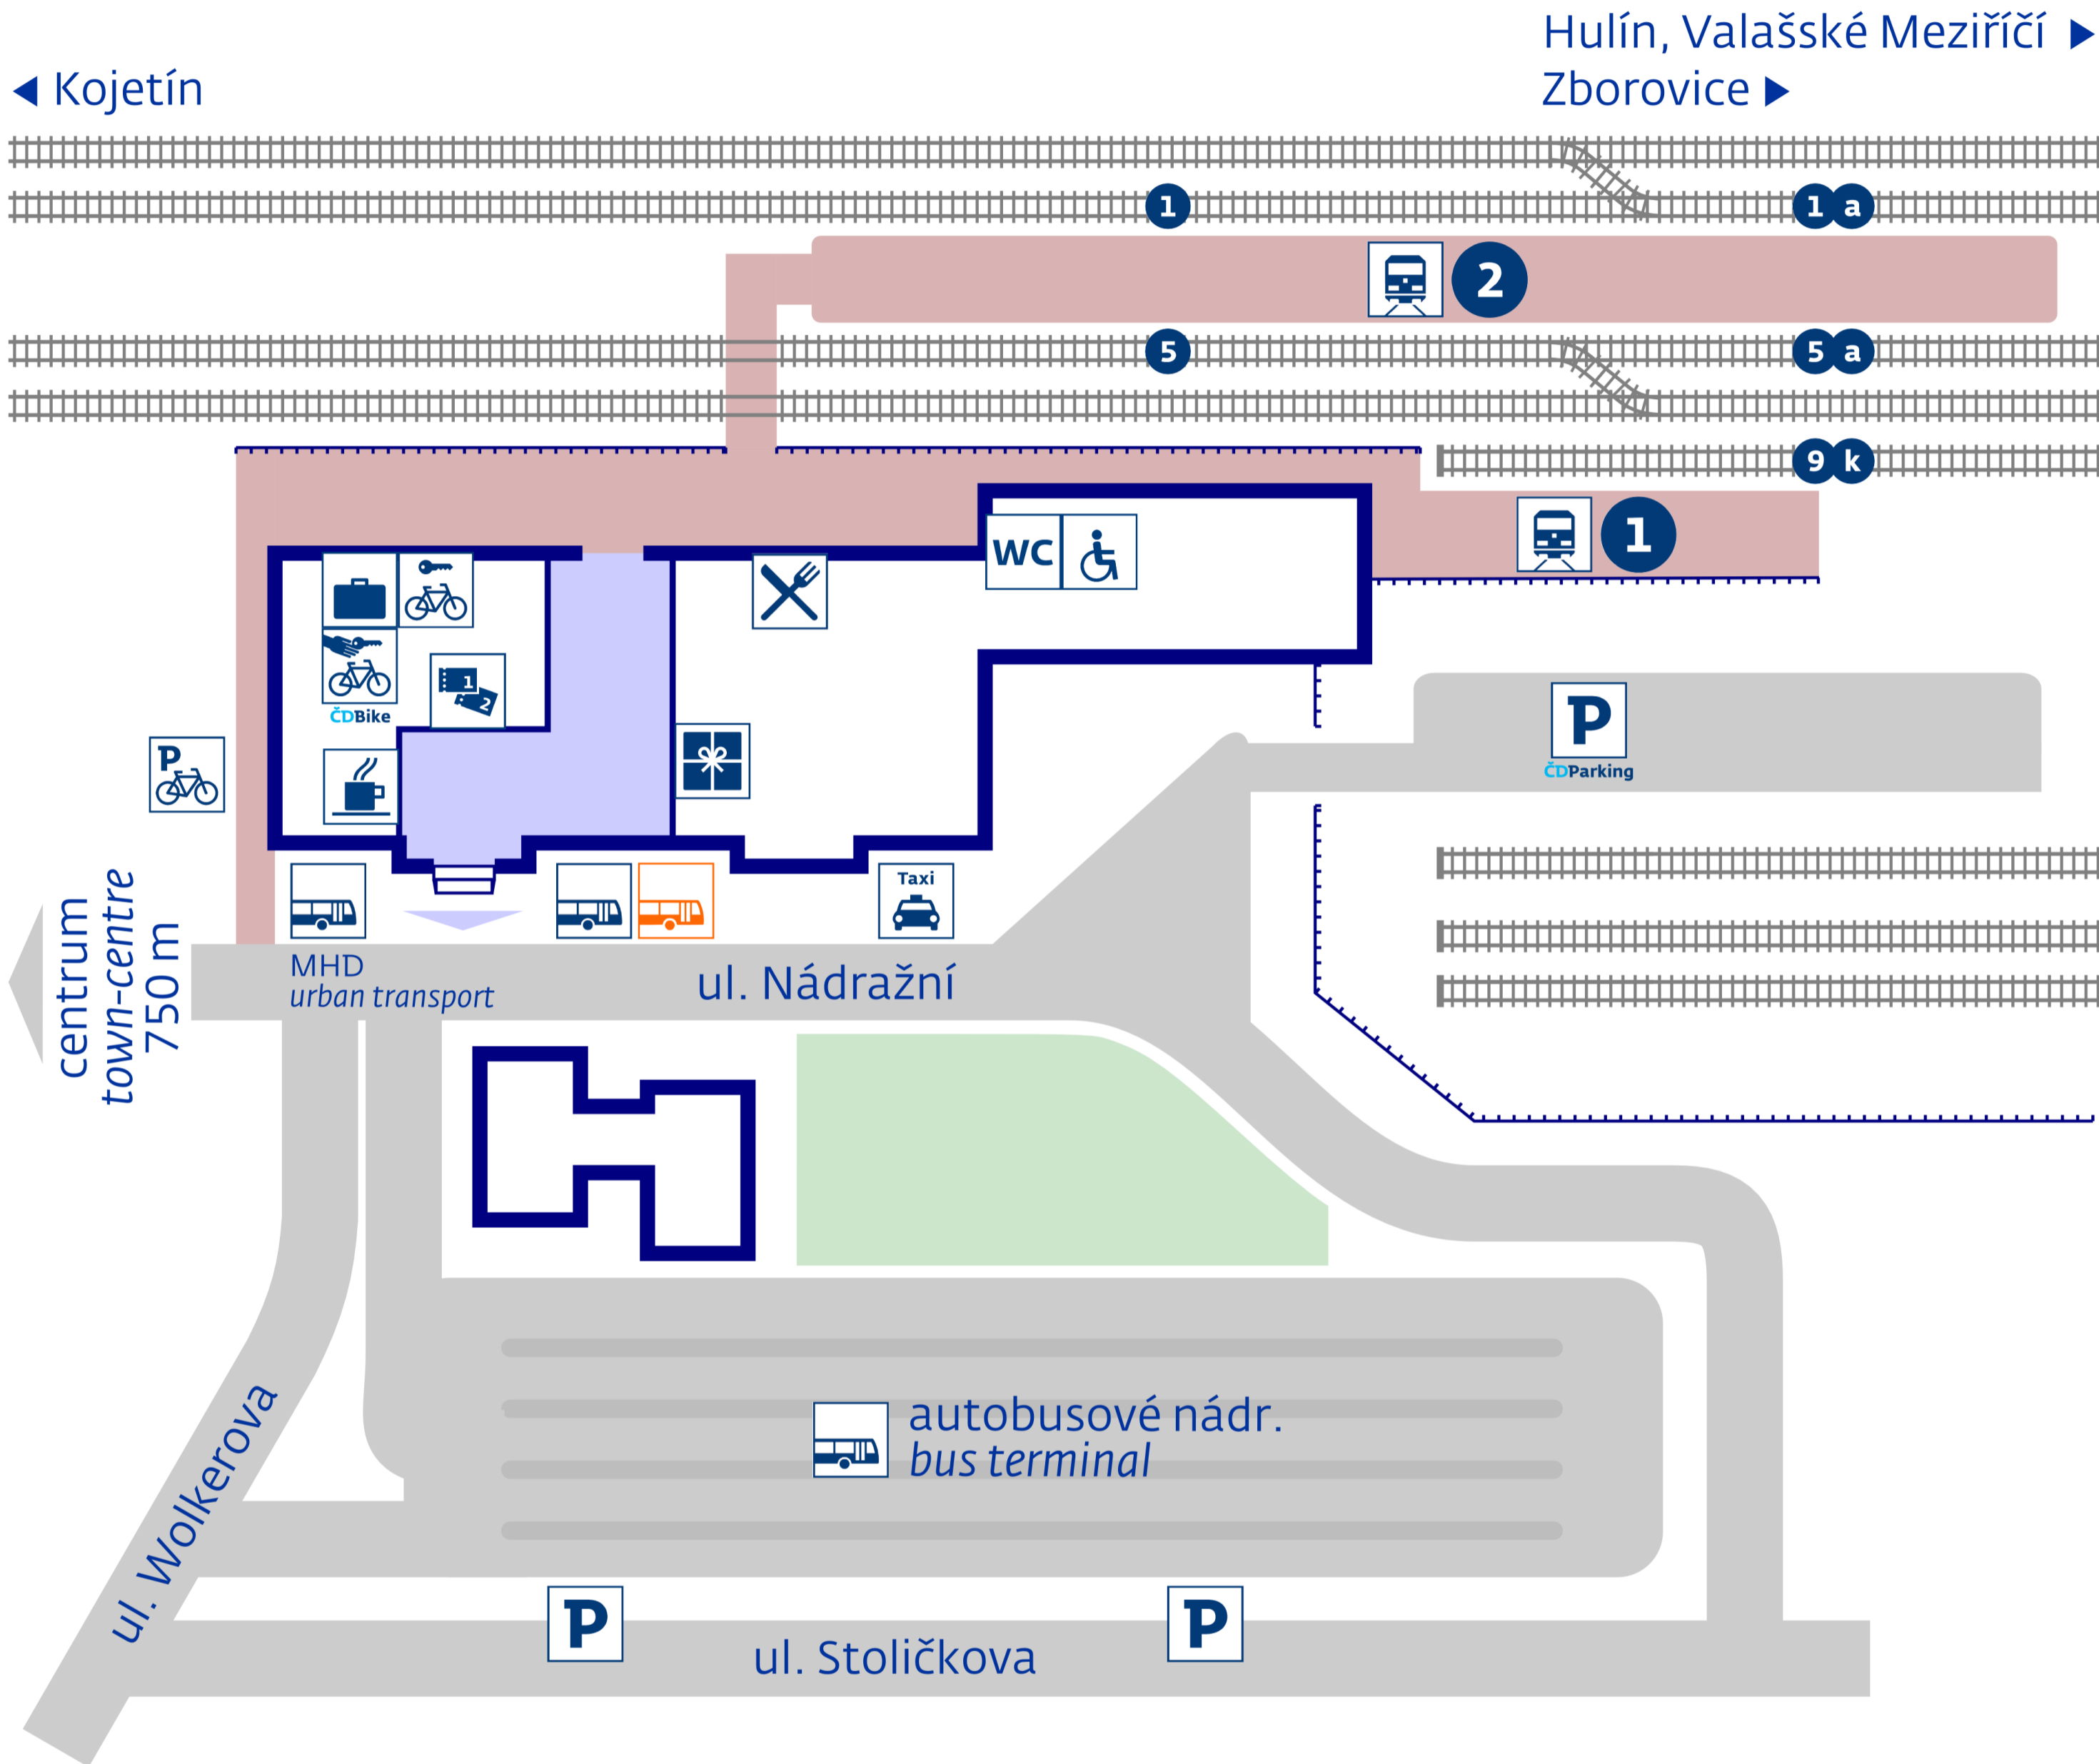 Hulín, Valašské Meziříčí
Kojetín
Zborovice
1
1 a
2
5
5 a
9 k
1
WC
1
2
ČDBike
P
P
ČDParking
Taxi
centrum
town-centre
750 m
MHD
urban transport
ul. Nádražní
autobusové nádr.
bus terminal
ul. Wolkerova
P
P
ul. Stoličkova